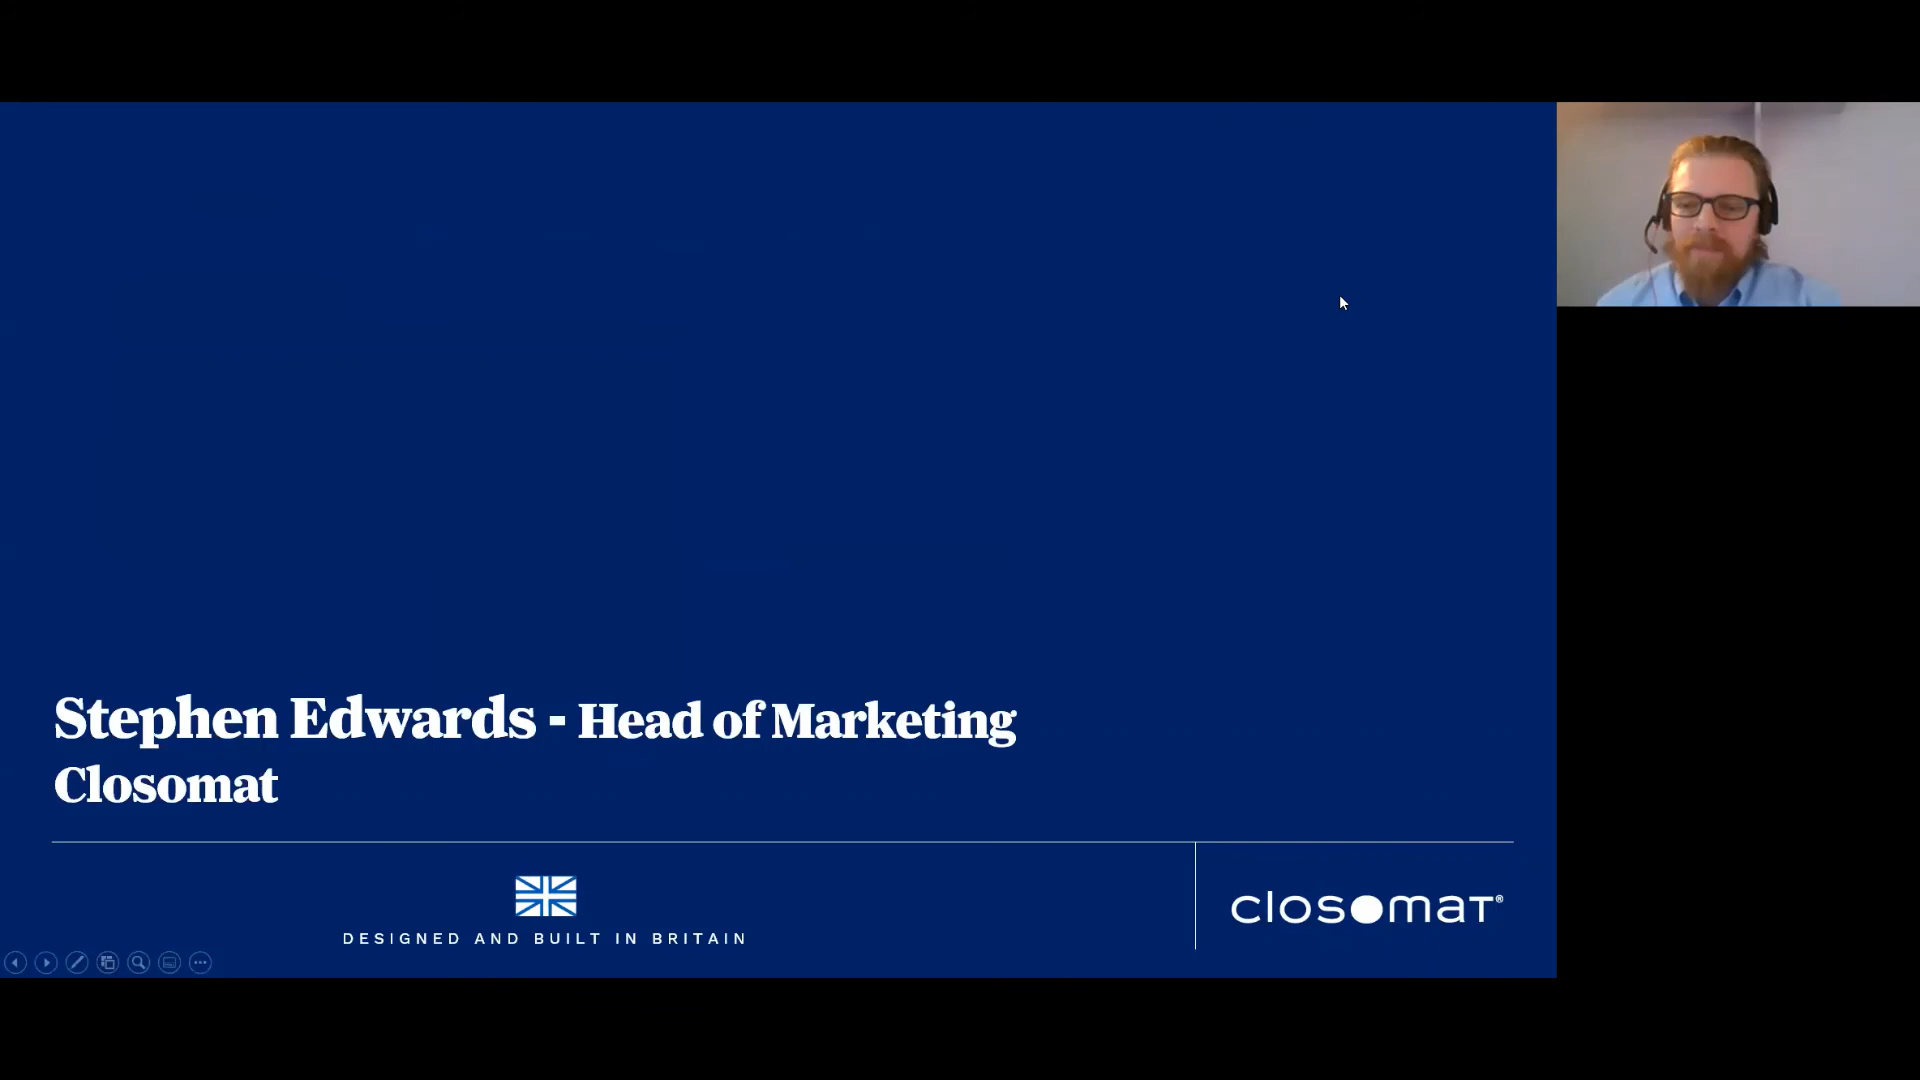 Stephen Edwards - Head of Marketing
Closomat
DESIGNED AND BUILT IN BRITAIN
closomat®